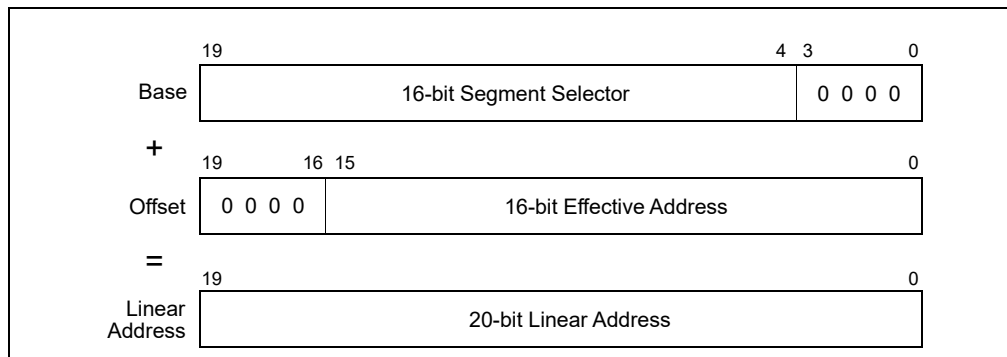 19 4 3 0
Base 16-bit Segment Selector 0 0 0 0
+
19 16 15 0
Offset 0 0 0 0 16-bit Effective Address
=
19 0
Linear
Address
20-bit Linear Address